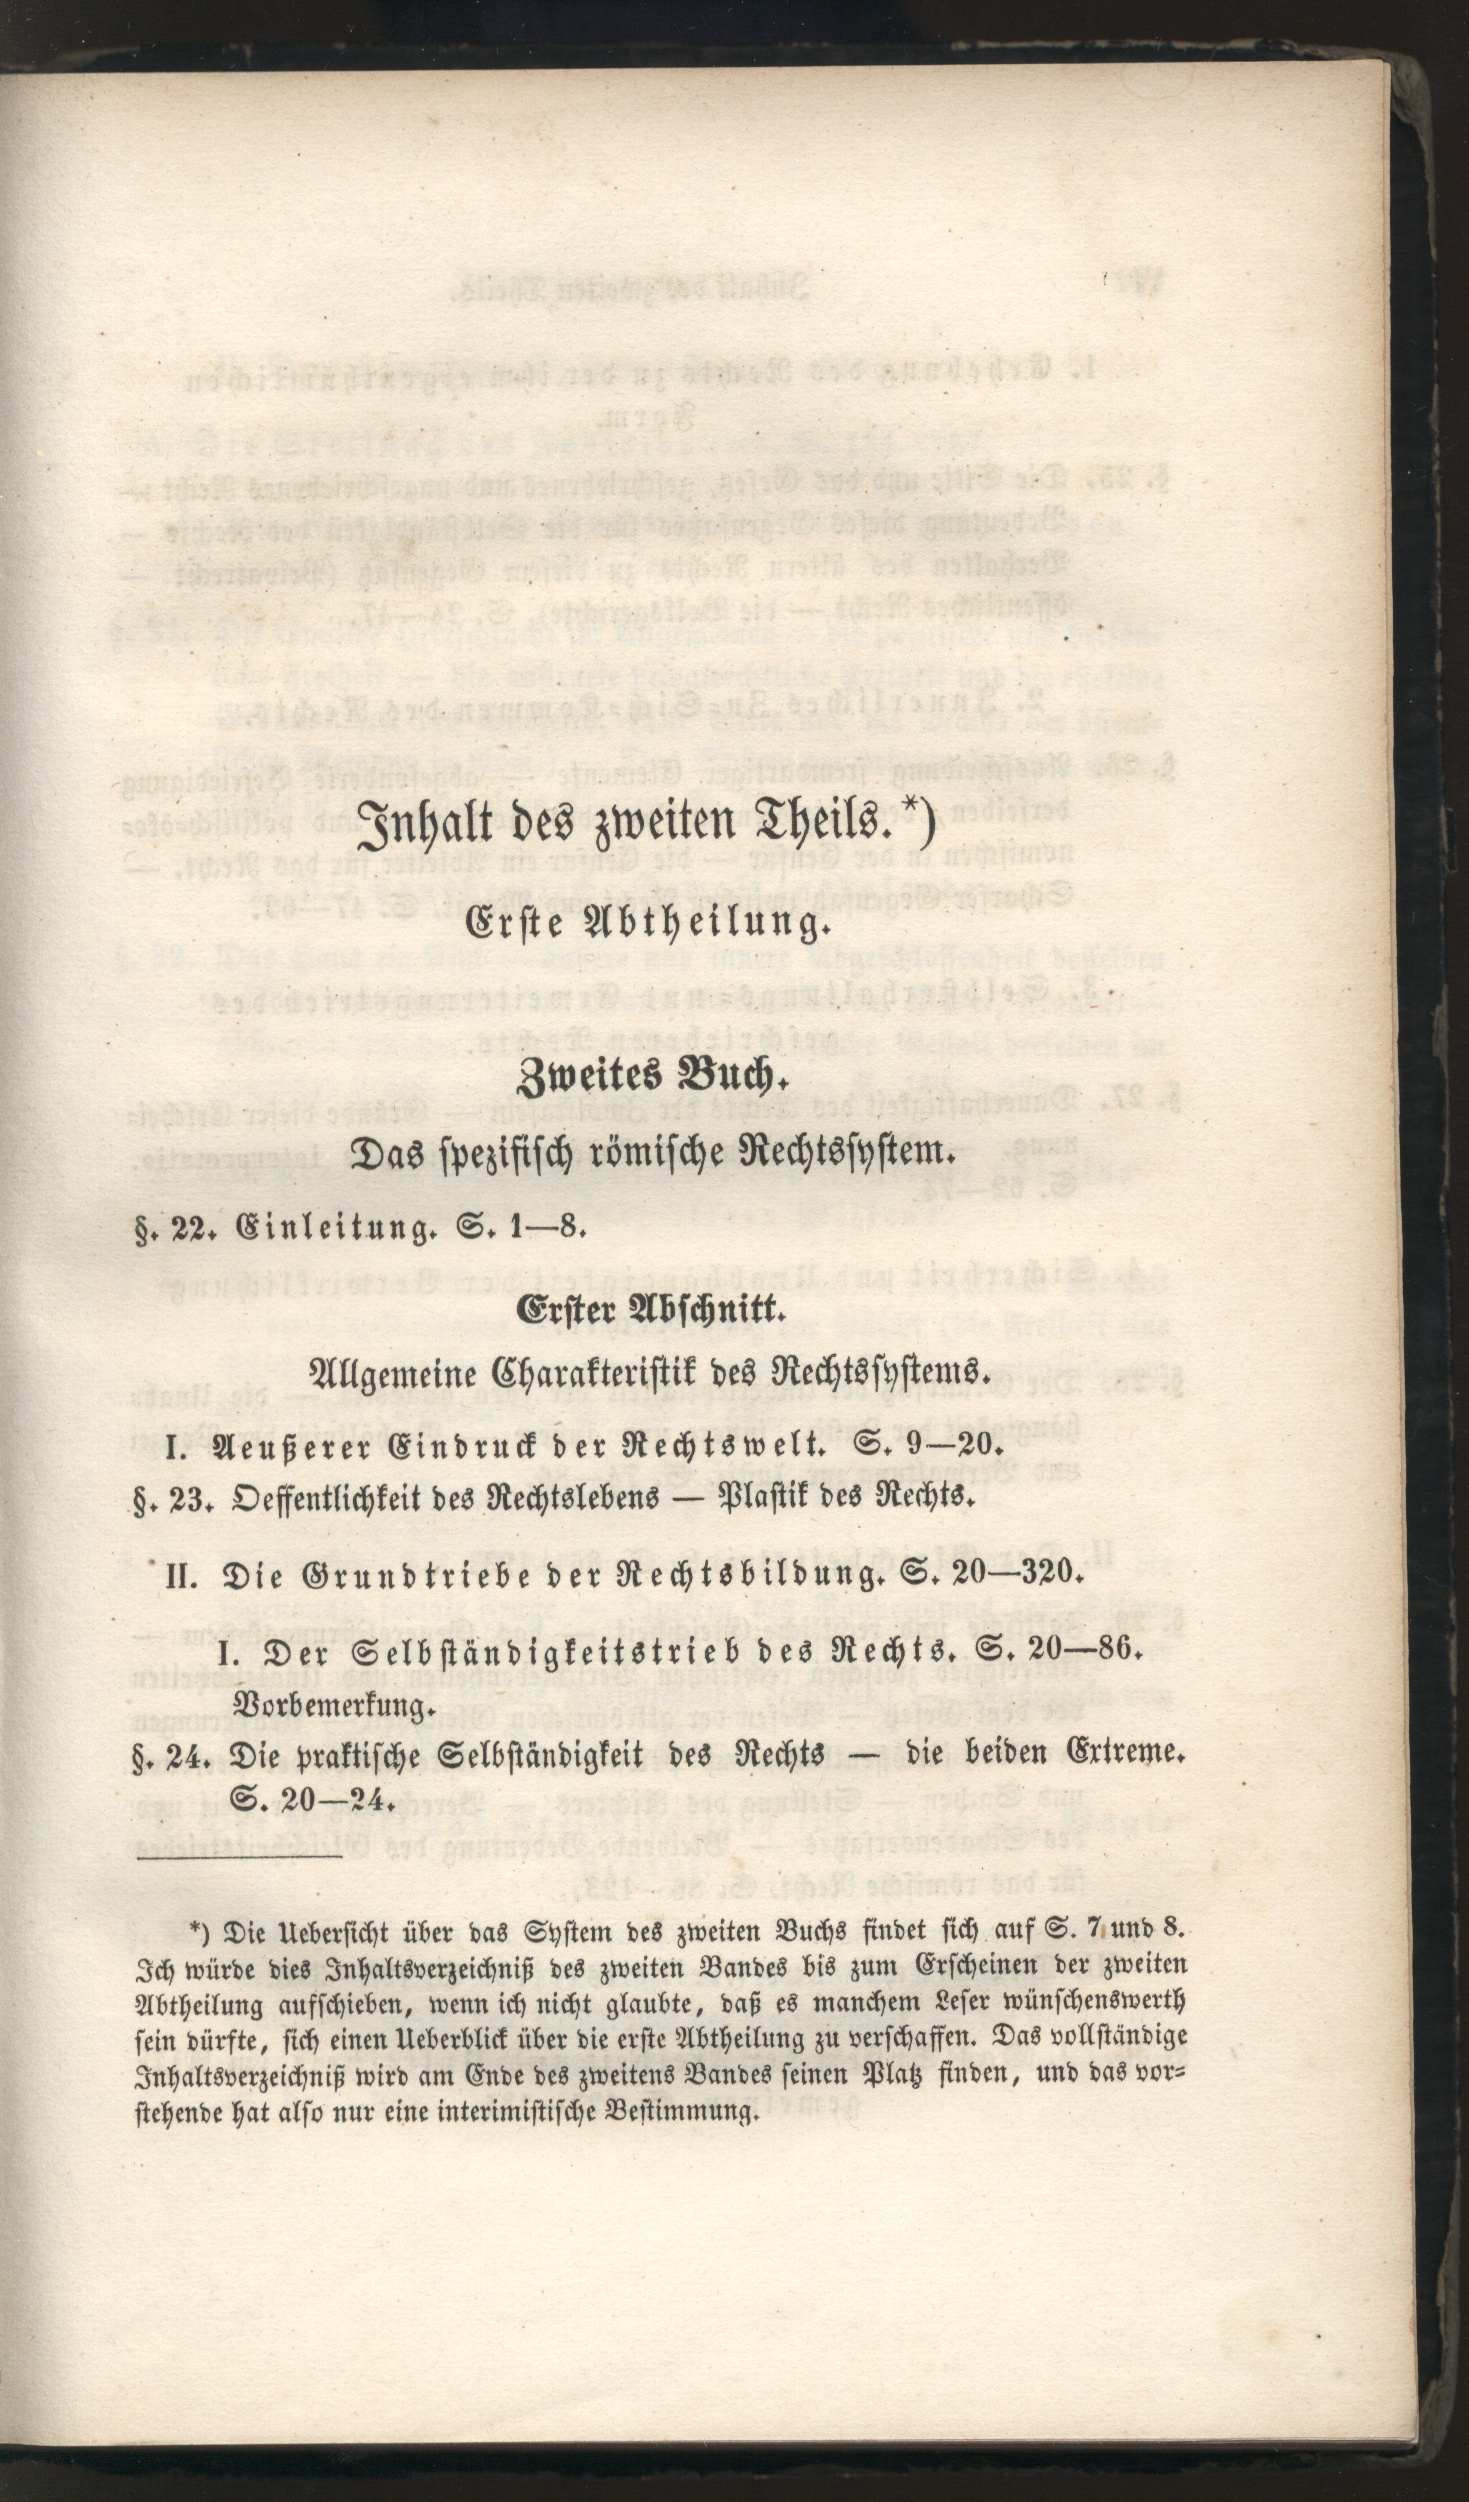 Inhalt des zweiten Theils.*)
Erste Abtheilung.
Zweites Buch.
Das spezifisch römische Rechtssystem.
§. 22. Einleitung. S. 1—8.
Erster Abschnitt.
Allgemeine Charakteristik des Rechtssystems.
I. Aeußerer Eindruck der Rechtswelt. S. 9—20.
§. 23. Oeffentlichkeit des Rechtslebens — Plastik des Rechts.
II. Die Grundtriebe der Rechtsbildung. S. 20—320.
I. Der Selbständigkeitstrieb des Rechts. S. 20—86.
Vorbemerkung.
§. 24. Die praktische Selbständigkeit des Rechts — die beiden Extreme.
S. 20—24.
*) Die Uebersicht über das System des zweiten Buchs findet sich auf S. 7 und 8.
Ich würde dies Inhaltsverzeichniß des zweiten Bandes bis zum Erscheinen der zweiten
Abtheilung aufschieben, wenn ich nicht glaubte, daß es manchem Leser wünschenswerth
sein dürfte, sich einen Ueberblick über die erste Abtheilung zu verschaffen. Das vollständige
Inhaltsverzeichniß wird am Ende des zweitens Bandes seinen Platz finden, und das vor-
stehende hat also nur eine interimistische Bestimmung.